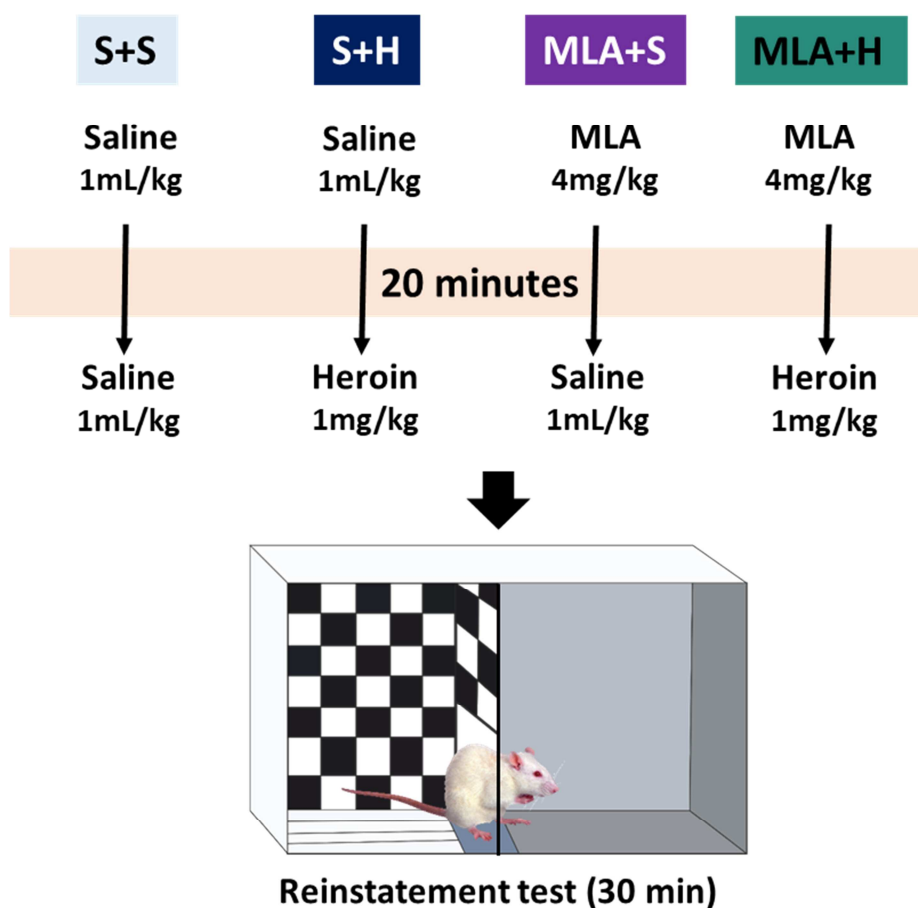 S+S S+H MLA+S MLA+H
Saline Saline MLA MLA
1mL/kg 1mL/kg 4mg/kg 4mg/kg
20 minutes
Saline Heroin Saline Heroin
1mL/kg 1mg/kg 1mL/kg 1mg/kg
Reinstatement test (30 min)